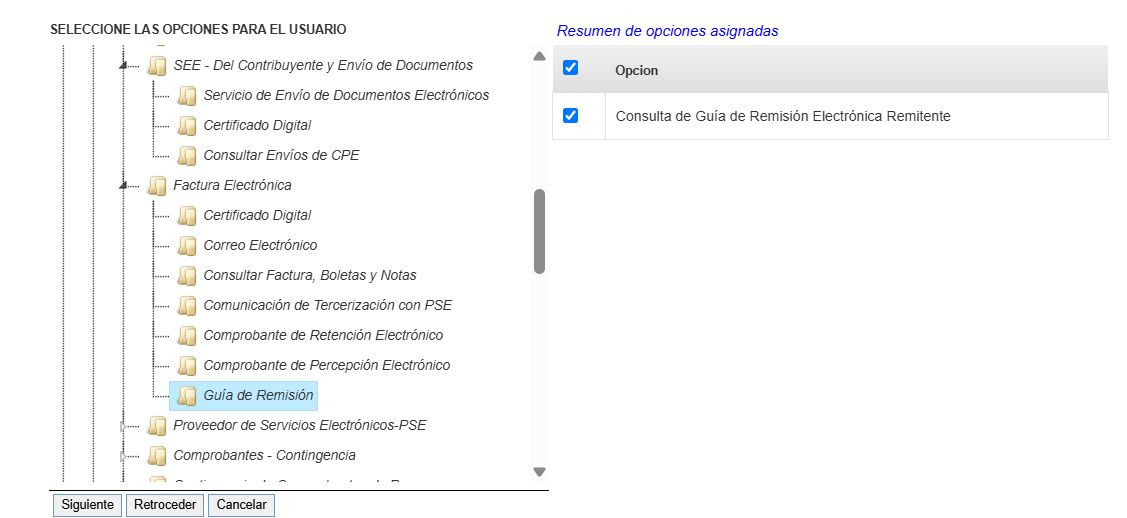 SELECCIONE LAS OPCIONES PARA EL USUARIO
SEE - Del Contribuyente y Envío de Documentos
Servicio de Envío de Documentos Electrónicos
Certificado Digital
Consultar Envíos de CPE
Factura Electrónica
Certificado Digital
Correo Electrónico
Consultar Factura, Boletas y Notas
Comunicación de Tercerización con PSE
Comprobante de Retención Electrónico
Comprobante de Percepción Electrónico
Guía de Remisión
Proveedor de Servicios Electrónicos-PSE
Comprobantes - Contingencia
Siguiente Retroceder Cancelar
Resumen de opciones asignadas
Opcion
Consulta de Guía de Remisión Electrónica Remitente